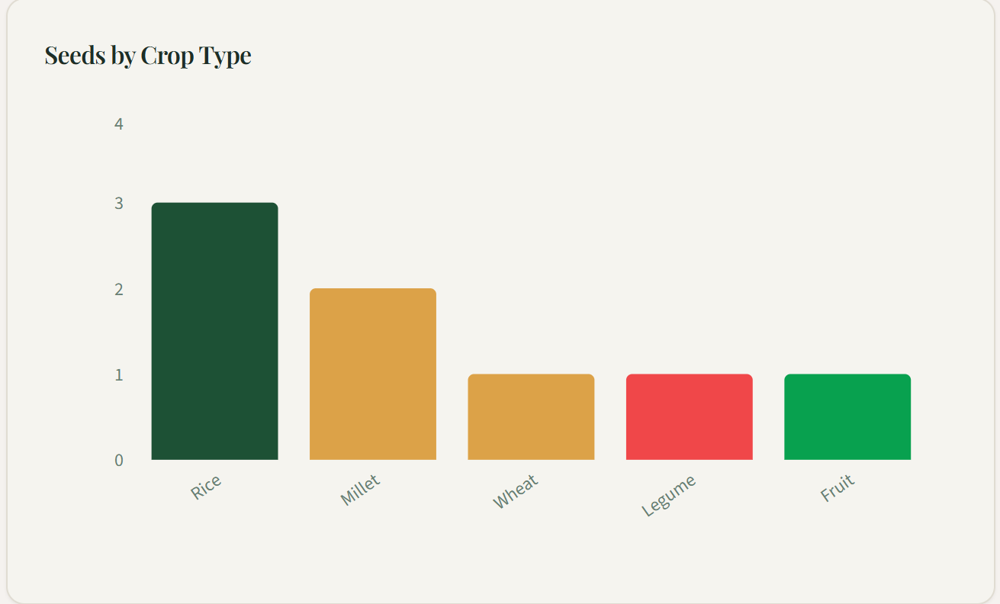 Seeds by Crop Type
4
3
2
1
0
Rice
Millet
Wheat
Legume
Fruit